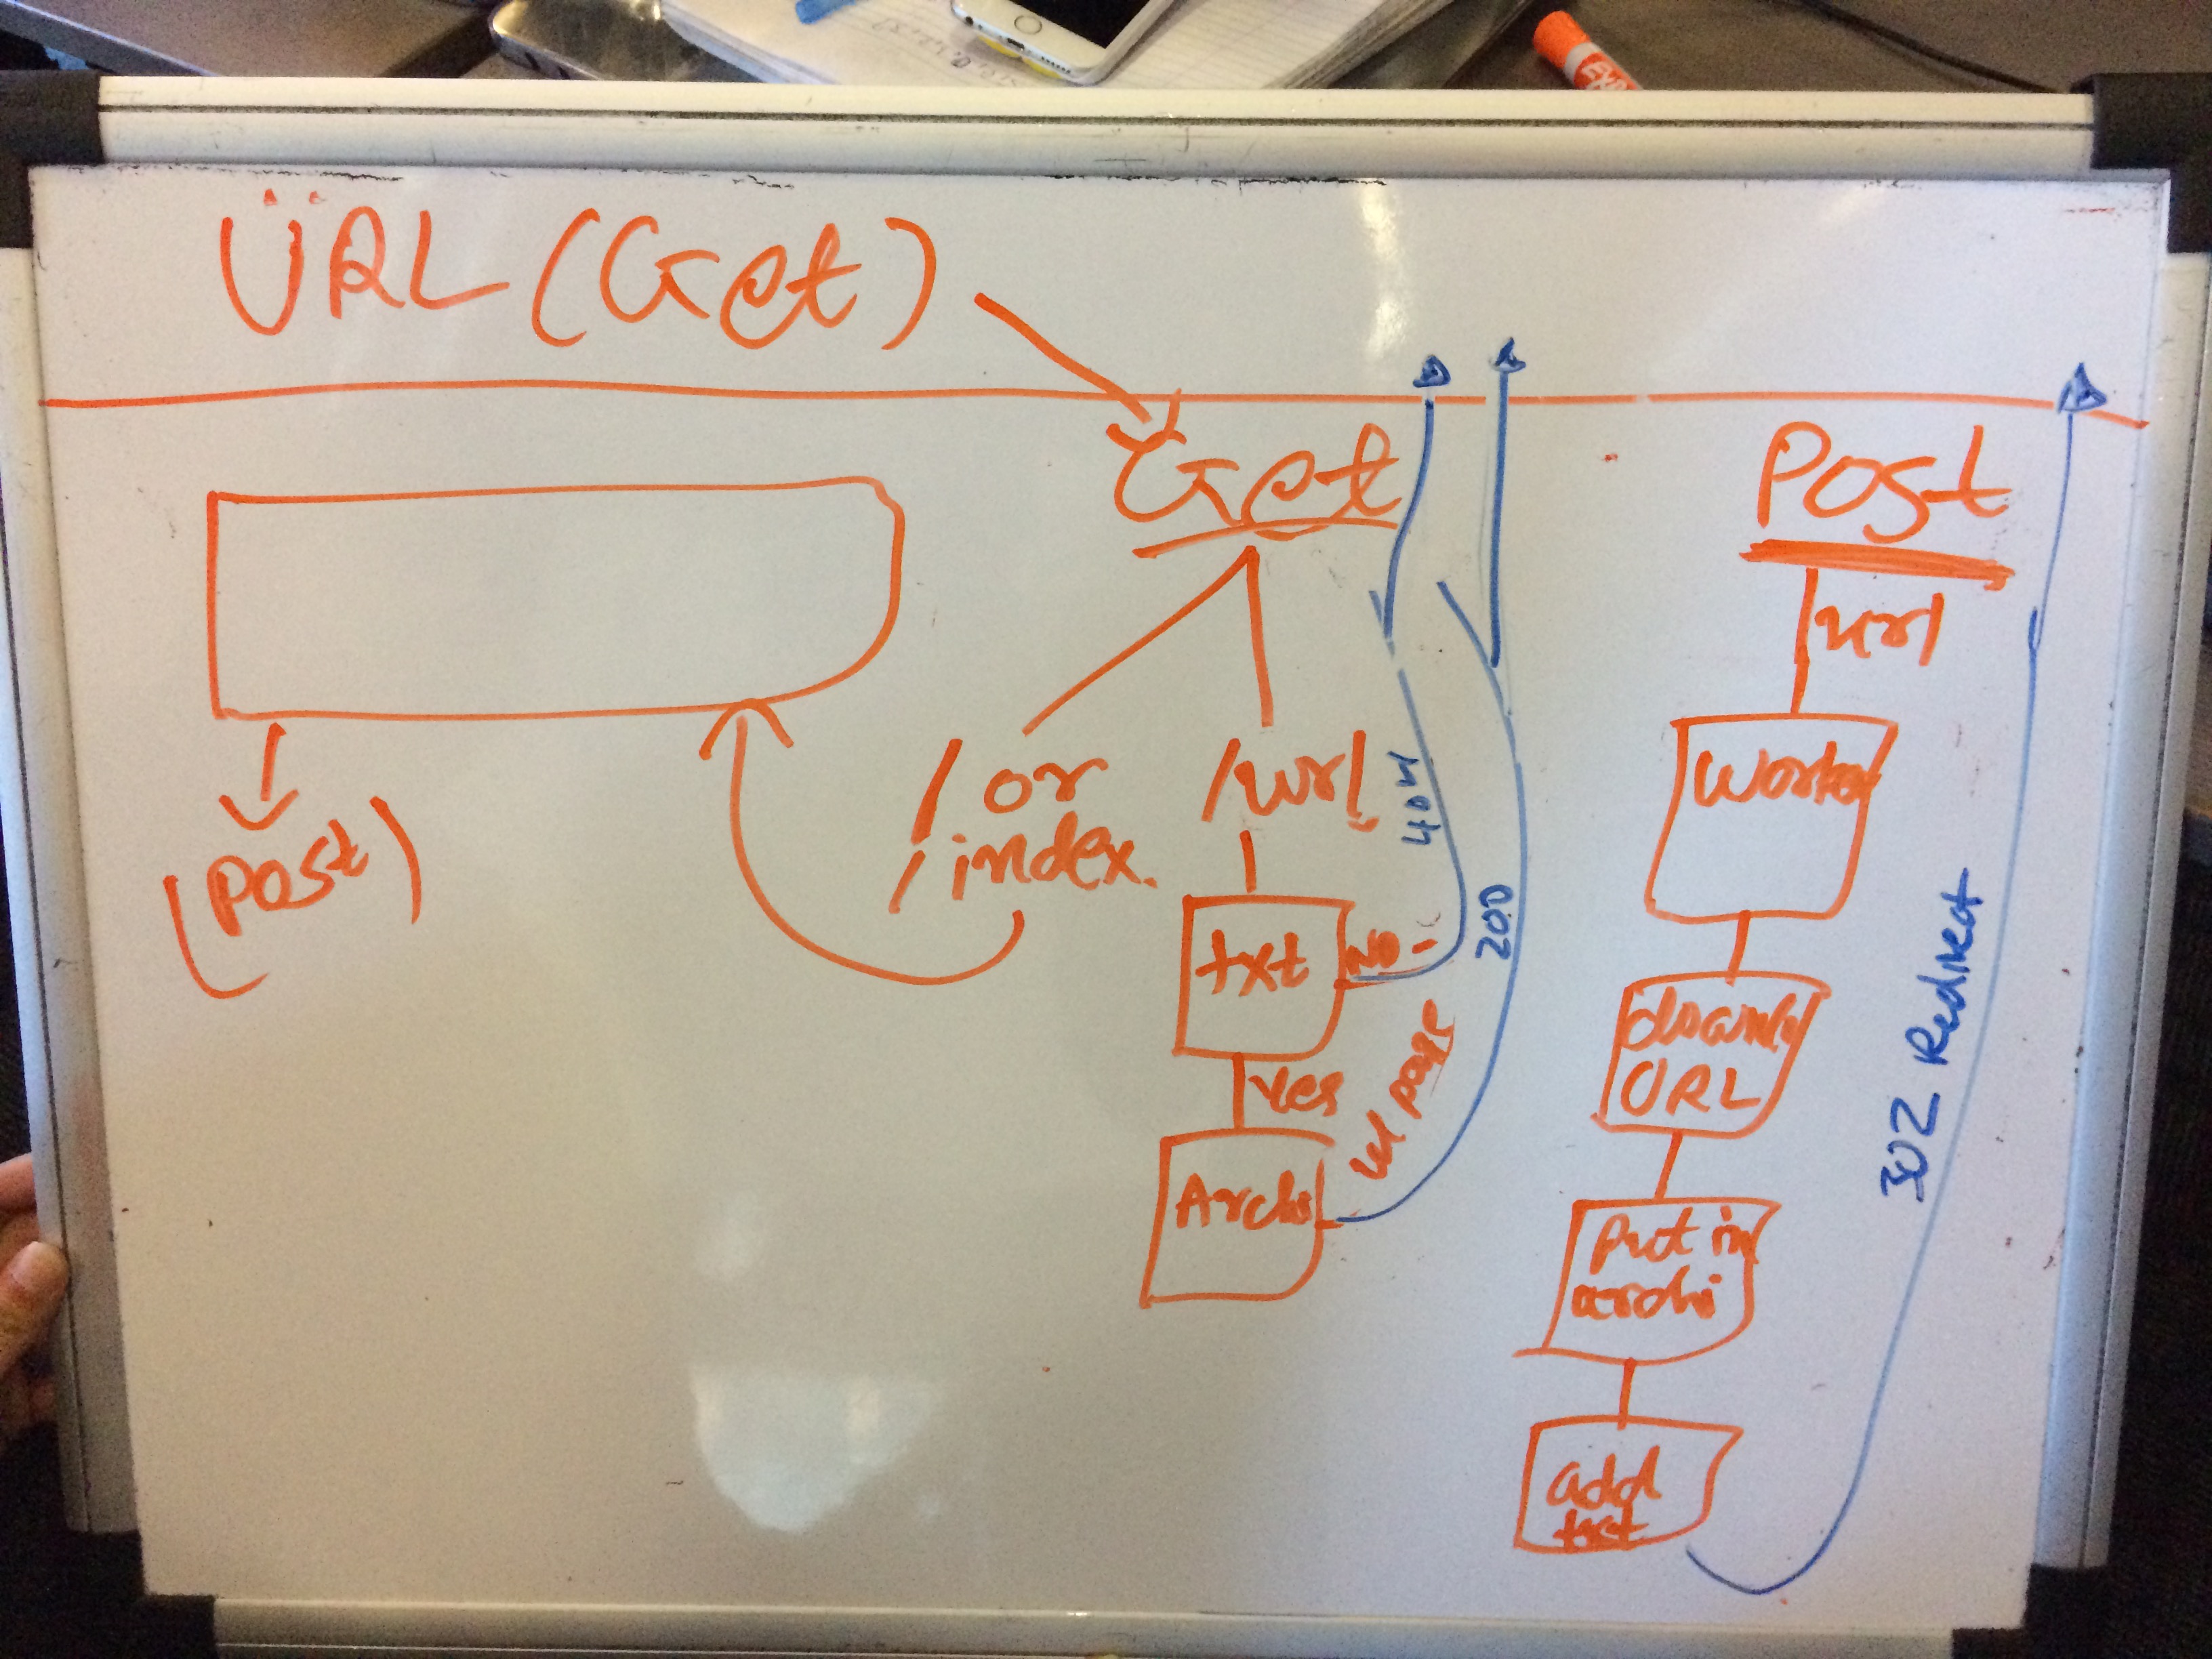 URL (Get)
Get
Post
url
/ or
/index.
/url
(Post)
txt
No.
404
Yes
Archi
w page
200
Worker
URL
Put in
archi
add
txt
302 Redirect